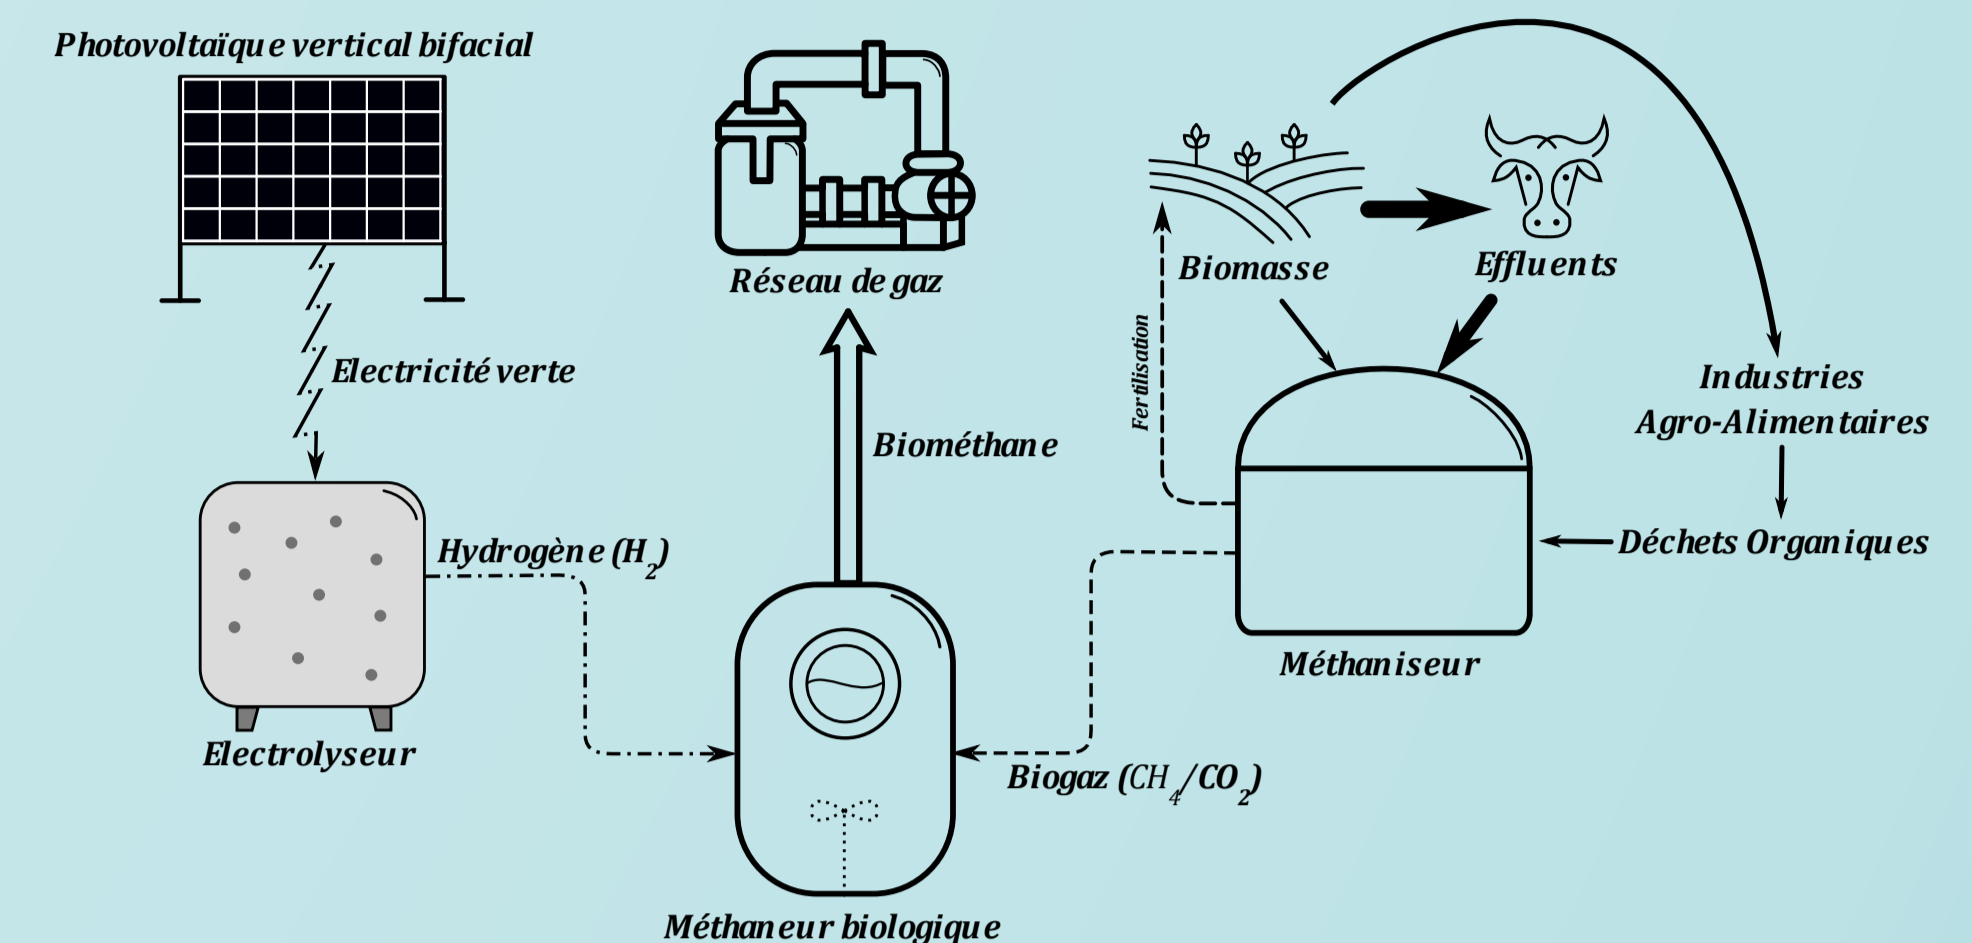 Photovoltaïque vertical bifacial
Electricité verte
Hydrogène (H2)
Electrolyseur
Réseau de gaz
Biométhane
Méthaneur biologique
Biogaz (CH4/CO2)
Fertilisation
Biomasse
Effluents
Industries
Agro-Alimentaires
Déchets Organiques
Méthaniseur